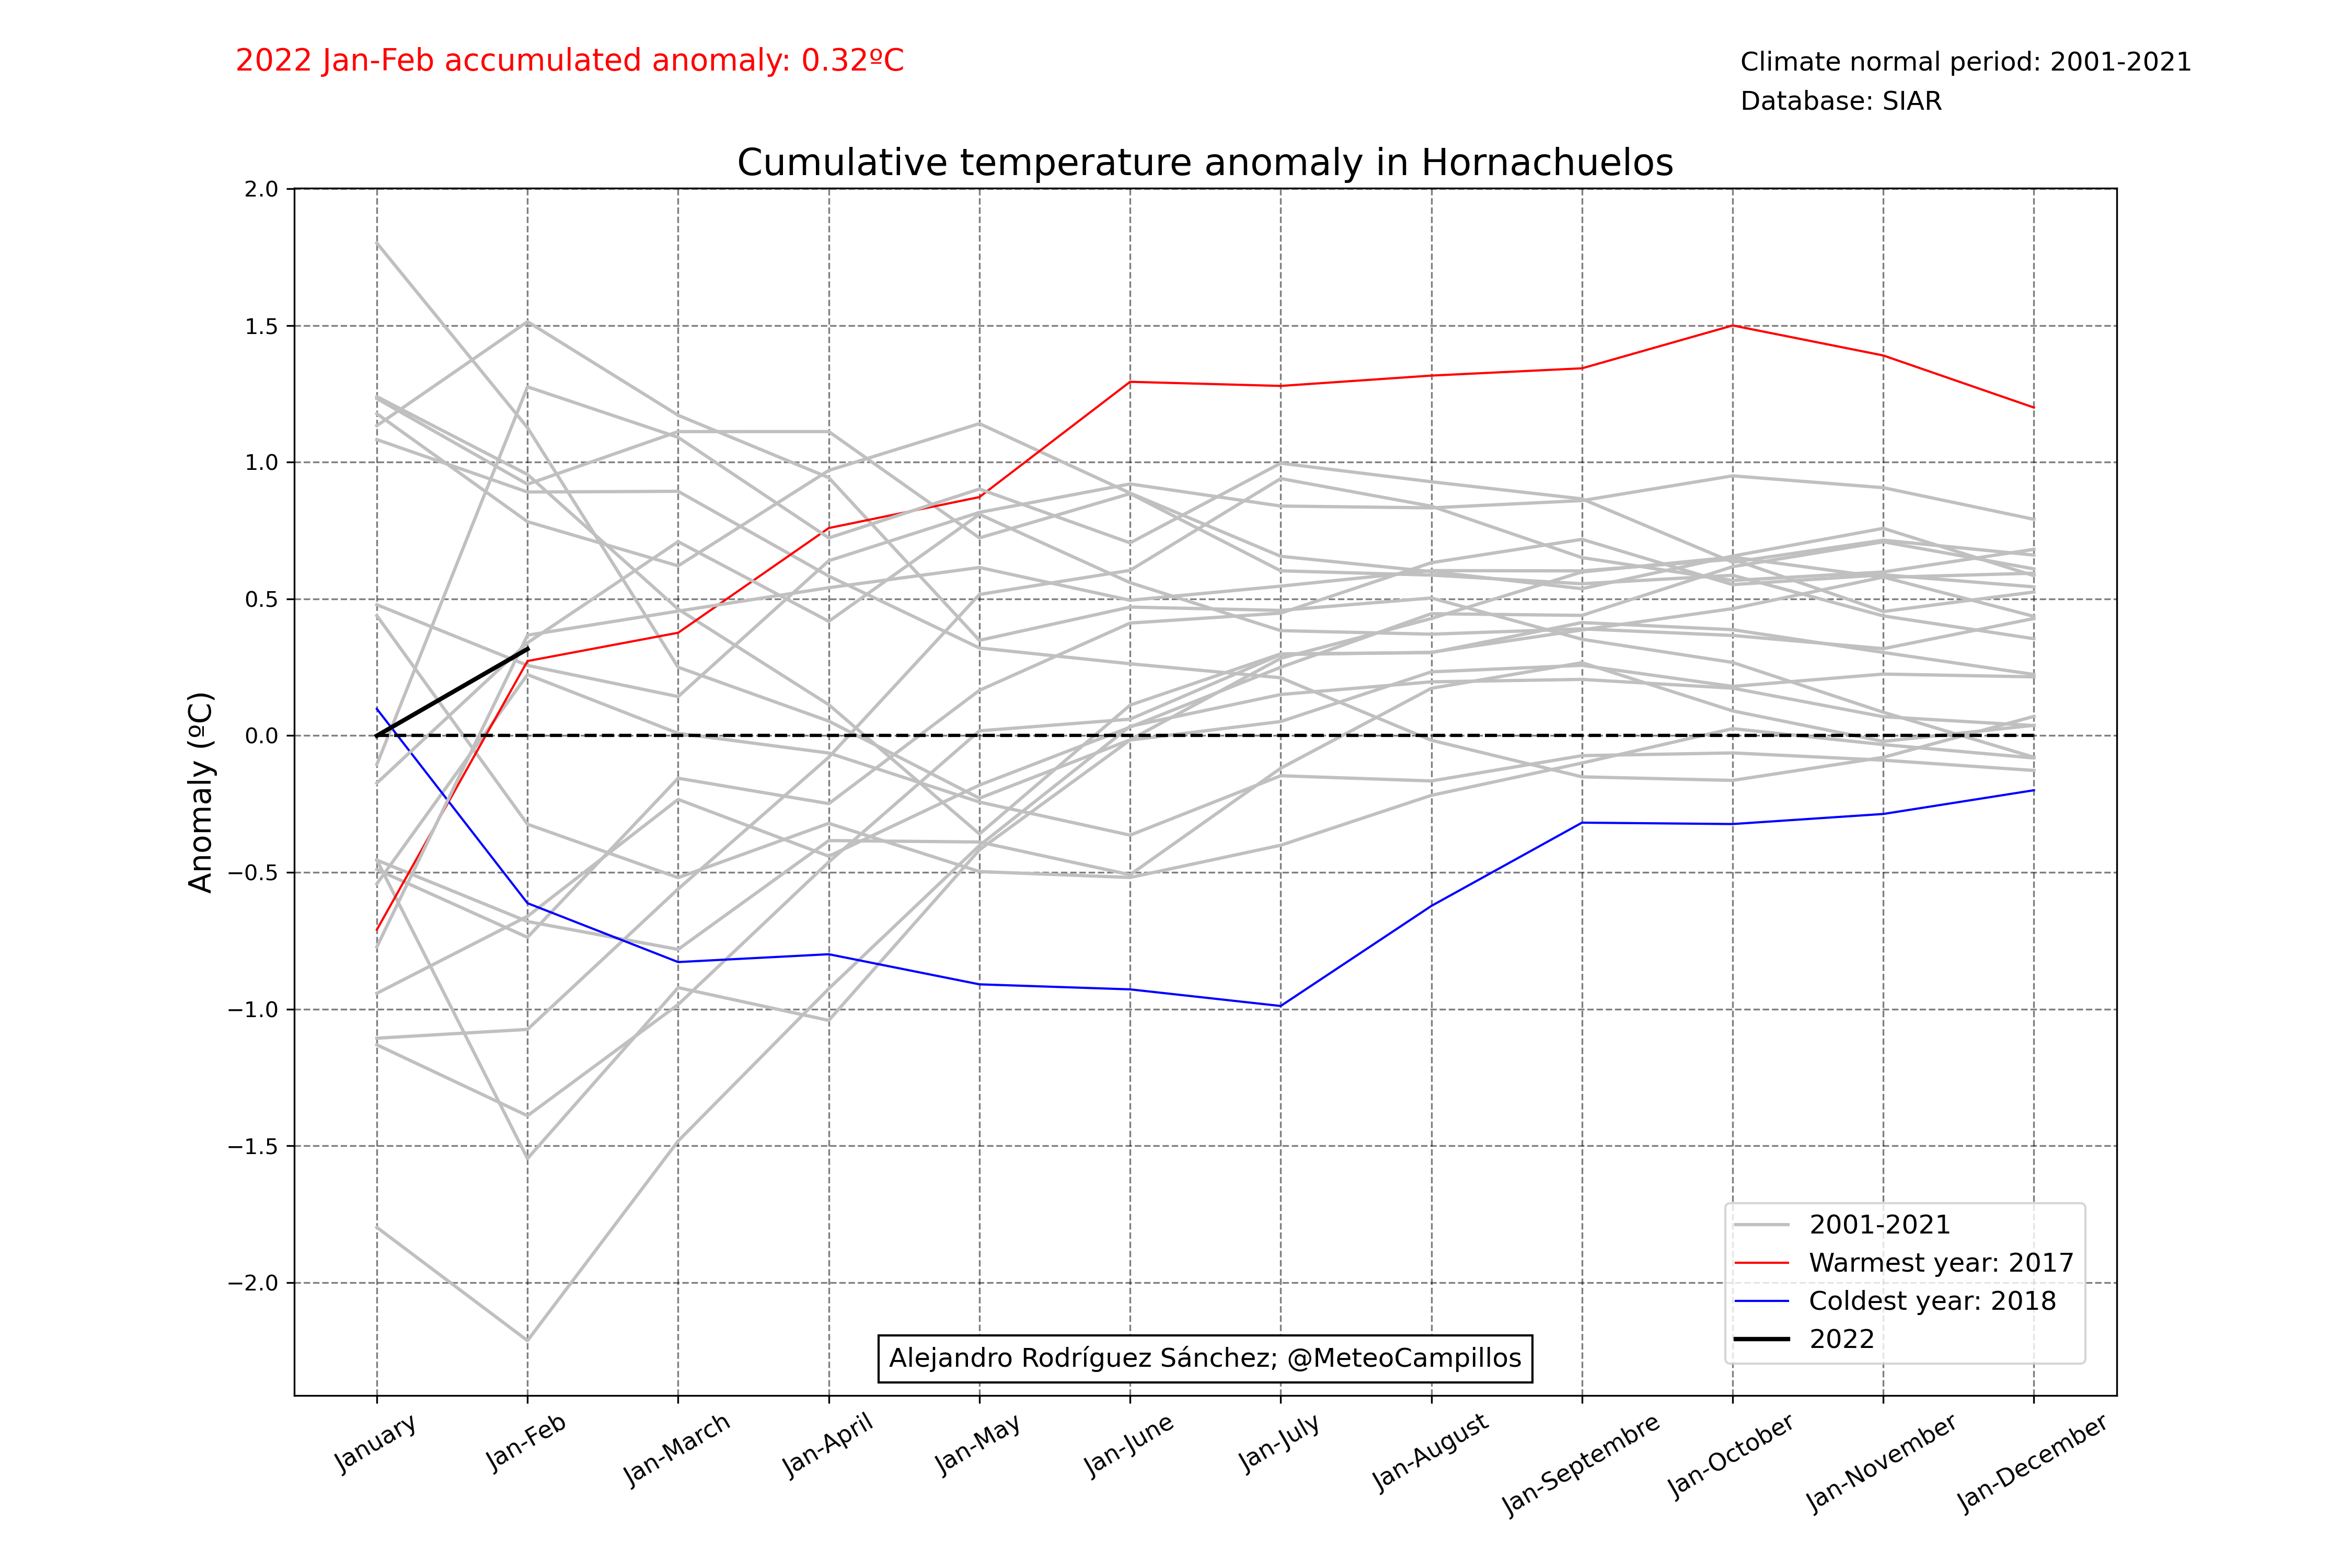 2022 Jan-Feb accumulated anomaly: 0.32ºC
Climate normal period: 2001-2021
Database: SIAR
Cumulative temperature anomaly in Hornachuelos
Anomaly (ºC)
2.0
1.5
1.0
0.5
0.0
−0.5
−1.0
−1.5
−2.0
2001-2021
Warmest year: 2017
Coldest year: 2018
2022
Alejandro Rodríguez Sánchez; @MeteoCampillos
January
Jan-Feb
Jan-March
Jan-April
Jan-May
Jan-June
Jan-July
Jan-August
Jan-Septembre
Jan-October
Jan-November
Jan-December